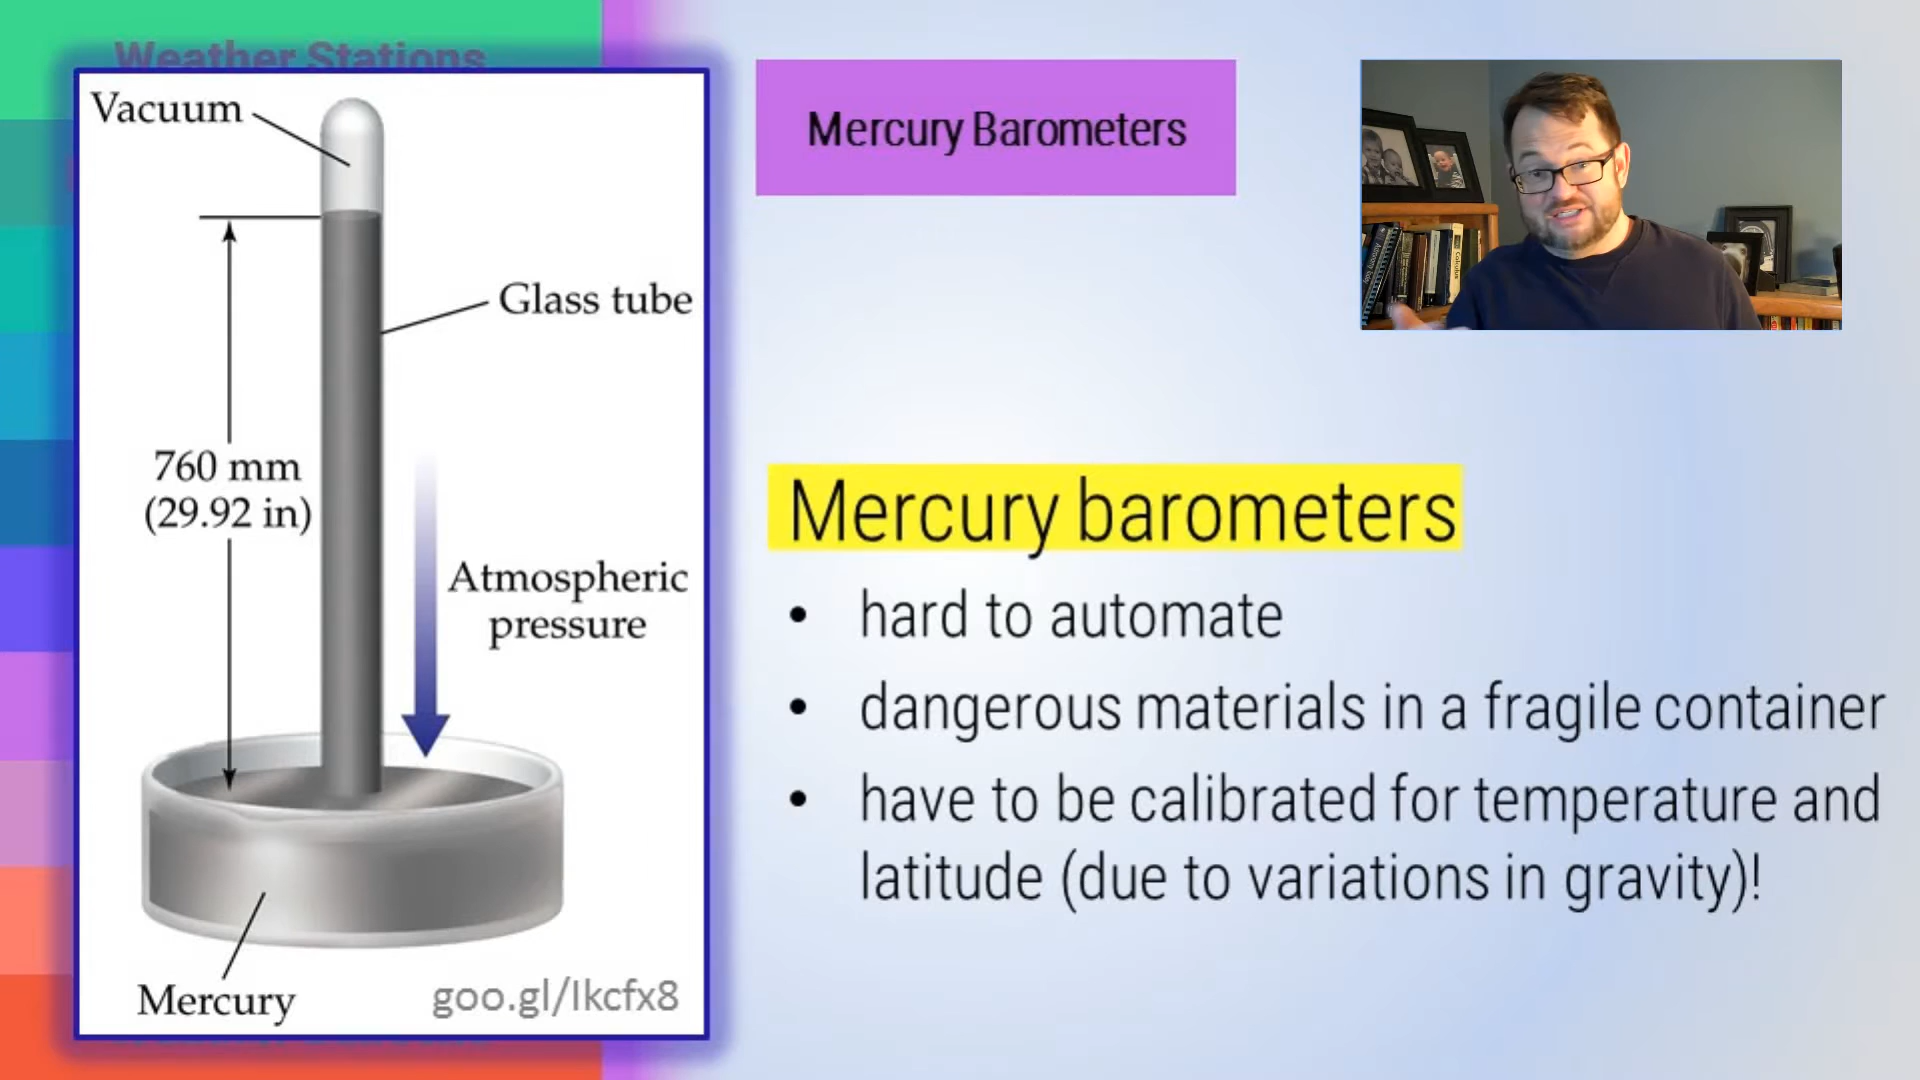 Weather Stations
Vacuum
Glass tube
760 mm
(29.92 in)
Atmospheric
pressure
Mercury
goo.gl/Ikcfx8
Mercury Barometers
Calculus
Mercury barometers
• hard to automate
• dangerous materials in a fragile container
• have to be calibrated for temperature and
latitude (due to variations in gravity)!